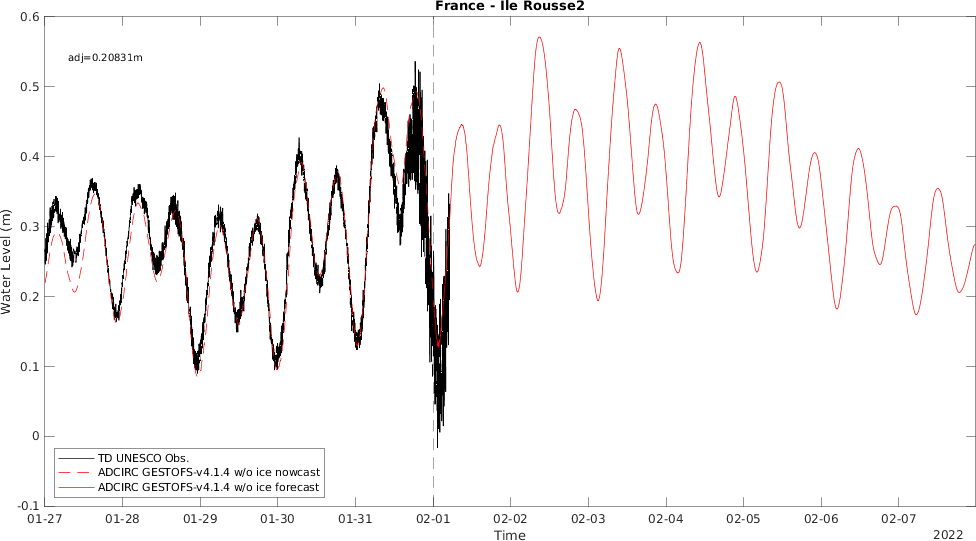 France - Ile Rousse2
adj=0.20831m
0.6
0.5
0.4
0.3
0.2
0.1
0
-0.1
Water Level (m)
TD UNESCO Obs.
ADCIRC GESTOFS-v4.1.4 w/o ice nowcast
ADCIRC GESTOFS-v4.1.4 w/o ice forecast
01-27 01-28 01-29 01-30 01-31 02-01 02-02 02-03 02-04 02-05 02-06 02-07
Time
2022